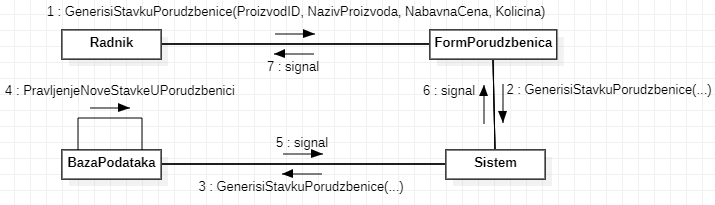 1 : GenerisiStavkuPorudzbenice(ProizvodID, NazivProizvoda, NabavnaCena, Kolicina)
Radnik
FormPorudzbenica
7 : signal
4 : PravljenjeNoveStavkeUPorudzbenici
6 : signal
2 : GenerisiStavkuPorudzbenice(...)
5 : signal
BazaPodataka
Sistem
3 : GenerisiStavkuPorudzbenice(...)